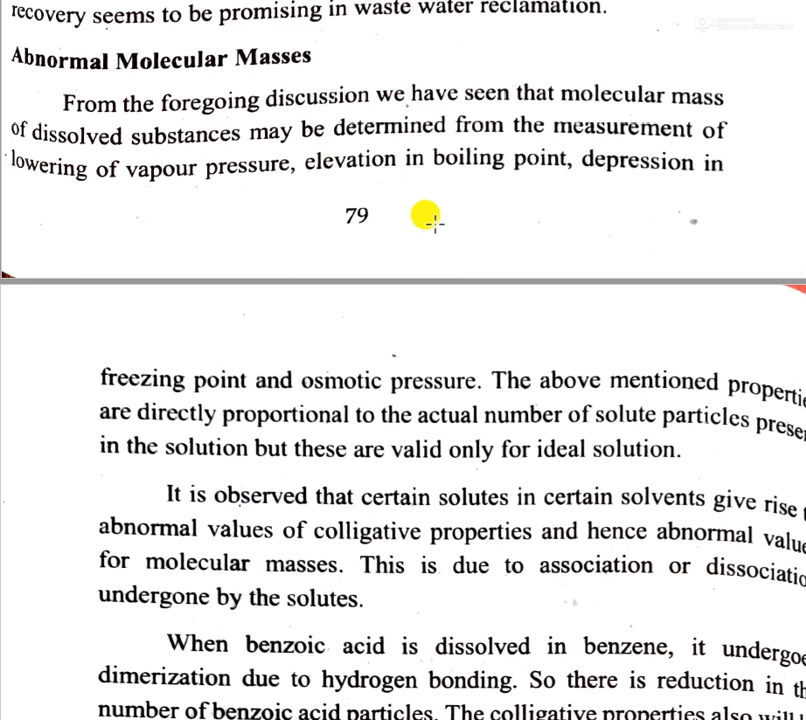 recovery seems to be promising in waste water reclamation.
Abnormal Molecular Masses
From the foregoing discussion we have seen that molecular mass
of dissolved substances may be determined from the measurement of
lowering of vapour pressure, elevation in boiling point, depression in
79
freezing point and osmotic pressure. The above mentioned propertie
are directly proportional to the actual number of solute particles presen
in the solution but these are valid only for ideal solution.
It is observed that certain solutes in certain solvents give rise t
abnormal values of colligative properties and hence abnormal value
for molecular masses. This is due to association or dissociatio
undergone by the solutes.
When benzoic acid is dissolved in benzene, it undergoe
dimerization due to hydrogen bonding. So there is reduction in th
number of benzoic acid particles. The colligative properties also will